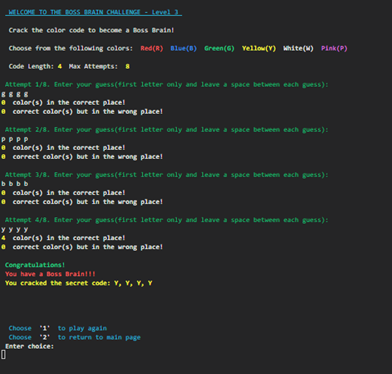 WELCOME TO THE BOSS BRAIN CHALLENGE - Level 3
Crack the color code to become a Boss Brain!
Choose from the following colors: Red(R) Blue(B) Green(G) Yellow(Y) White(W) Pink(P)
Code Length: 4 Max Attempts: 8
Attempt 1/8. Enter your guess(first letter only and leave a space between each guess):
g g g g
0 color(s) in the correct place!
0 correct color(s) but in the wrong place!
Attempt 2/8. Enter your guess(first letter only and leave a space between each guess):
p p p p
0 color(s) in the correct place!
0 correct color(s) but in the wrong place!
Attempt 3/8. Enter your guess(first letter only and leave a space between each guess):
b b b b
0 color(s) in the correct place!
0 correct color(s) but in the wrong place!
Attempt 4/8. Enter your guess(first letter only and leave a space between each guess):
y y y y
4 color(s) in the correct place!
0 correct color(s) but in the wrong place!
Congratulations!
You have a Boss Brain!!!
You cracked the secret code: Y, Y, Y, Y
Choose '1' to play again
Choose '2' to return to main page
Enter choice: